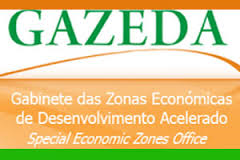 GAZEDA
Gabinete das Zonas Económicas
de Desenvolvimento Acelerado
Special Economic Zones Office